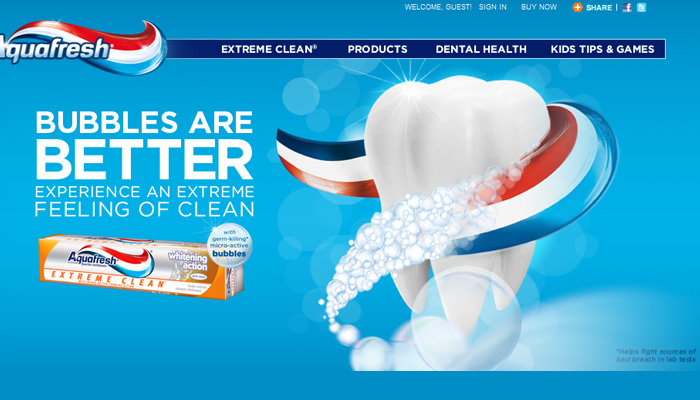 WELCOME, GUEST! SIGN IN BUY NOW SHARE
Aquafresh®
EXTREME CLEAN® PRODUCTS DENTAL HEALTH KIDS TIPS & GAMES
BUBBLES ARE
BETTER
EXPERIENCE AN EXTREME
FEELING OF CLEAN
with
germ-killing*
micro-active
bubbles
Aquafresh
whitening
action
EXTREME CLEAN
*Helps fight sources of
bad breath in lab tests